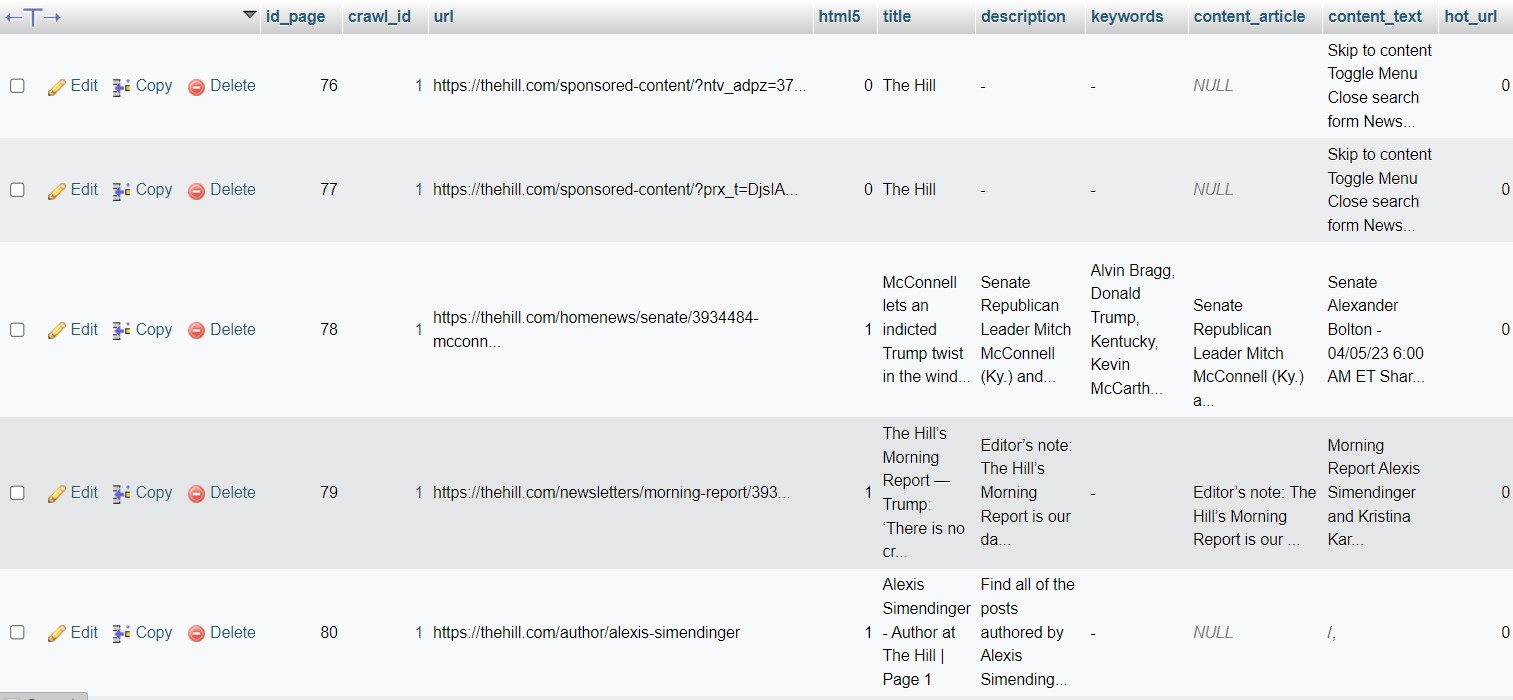 ←T→ id_page crawl_id url html5 title description keywords content_article content_text hot_url
Edit Copy Delete 76 1 https://thehill.com/sponsored-content/?ntv_adpz=37... 0 The Hill - - NULL
Skip to content
Toggle Menu
Close search
form News...
0
Edit Copy Delete 77 1 https://thehill.com/sponsored-content/?prx_t=DjsIA... 0 The Hill - - NULL
Skip to content
Toggle Menu
Close search
form News...
0
Edit Copy Delete 78 1
https://thehill.com/homenews/senate/3934484-
mcconn...
1
McConnell
lets an
indicted
Trump twist
in the wind...
Senate
Republican
Leader Mitch
McConnell
(Ky.) and...
Alvin Bragg,
Donald
Trump,
Kentucky,
Kevin
McCarth...
Senate
Republican
Leader Mitch
McConnell (Ky.)
a...
Senate
Alexander
Bolton -
04/05/23 6:00
AM ET Shar...
0
Edit Copy Delete 79 1 https://thehill.com/newsletters/morning-report/393... 1
The Hill’s
Morning
Report —
Trump:
‘There is no
cr...
Editor’s note:
The Hill’s
Morning
Report is our
da...
-
Editor’s note: The
Hill’s Morning
Report is our ...
Morning
Report Alexis
Simendinger
and Kristina
Kar...
0
Edit Copy Delete 80 1 https://thehill.com/author/alexis-simendinger 1
Alexis
Simendinger
- Author at
The Hill |
Page 1
Find all of the
posts
authored by
Alexis
Simending...
-
NULL
/,
0